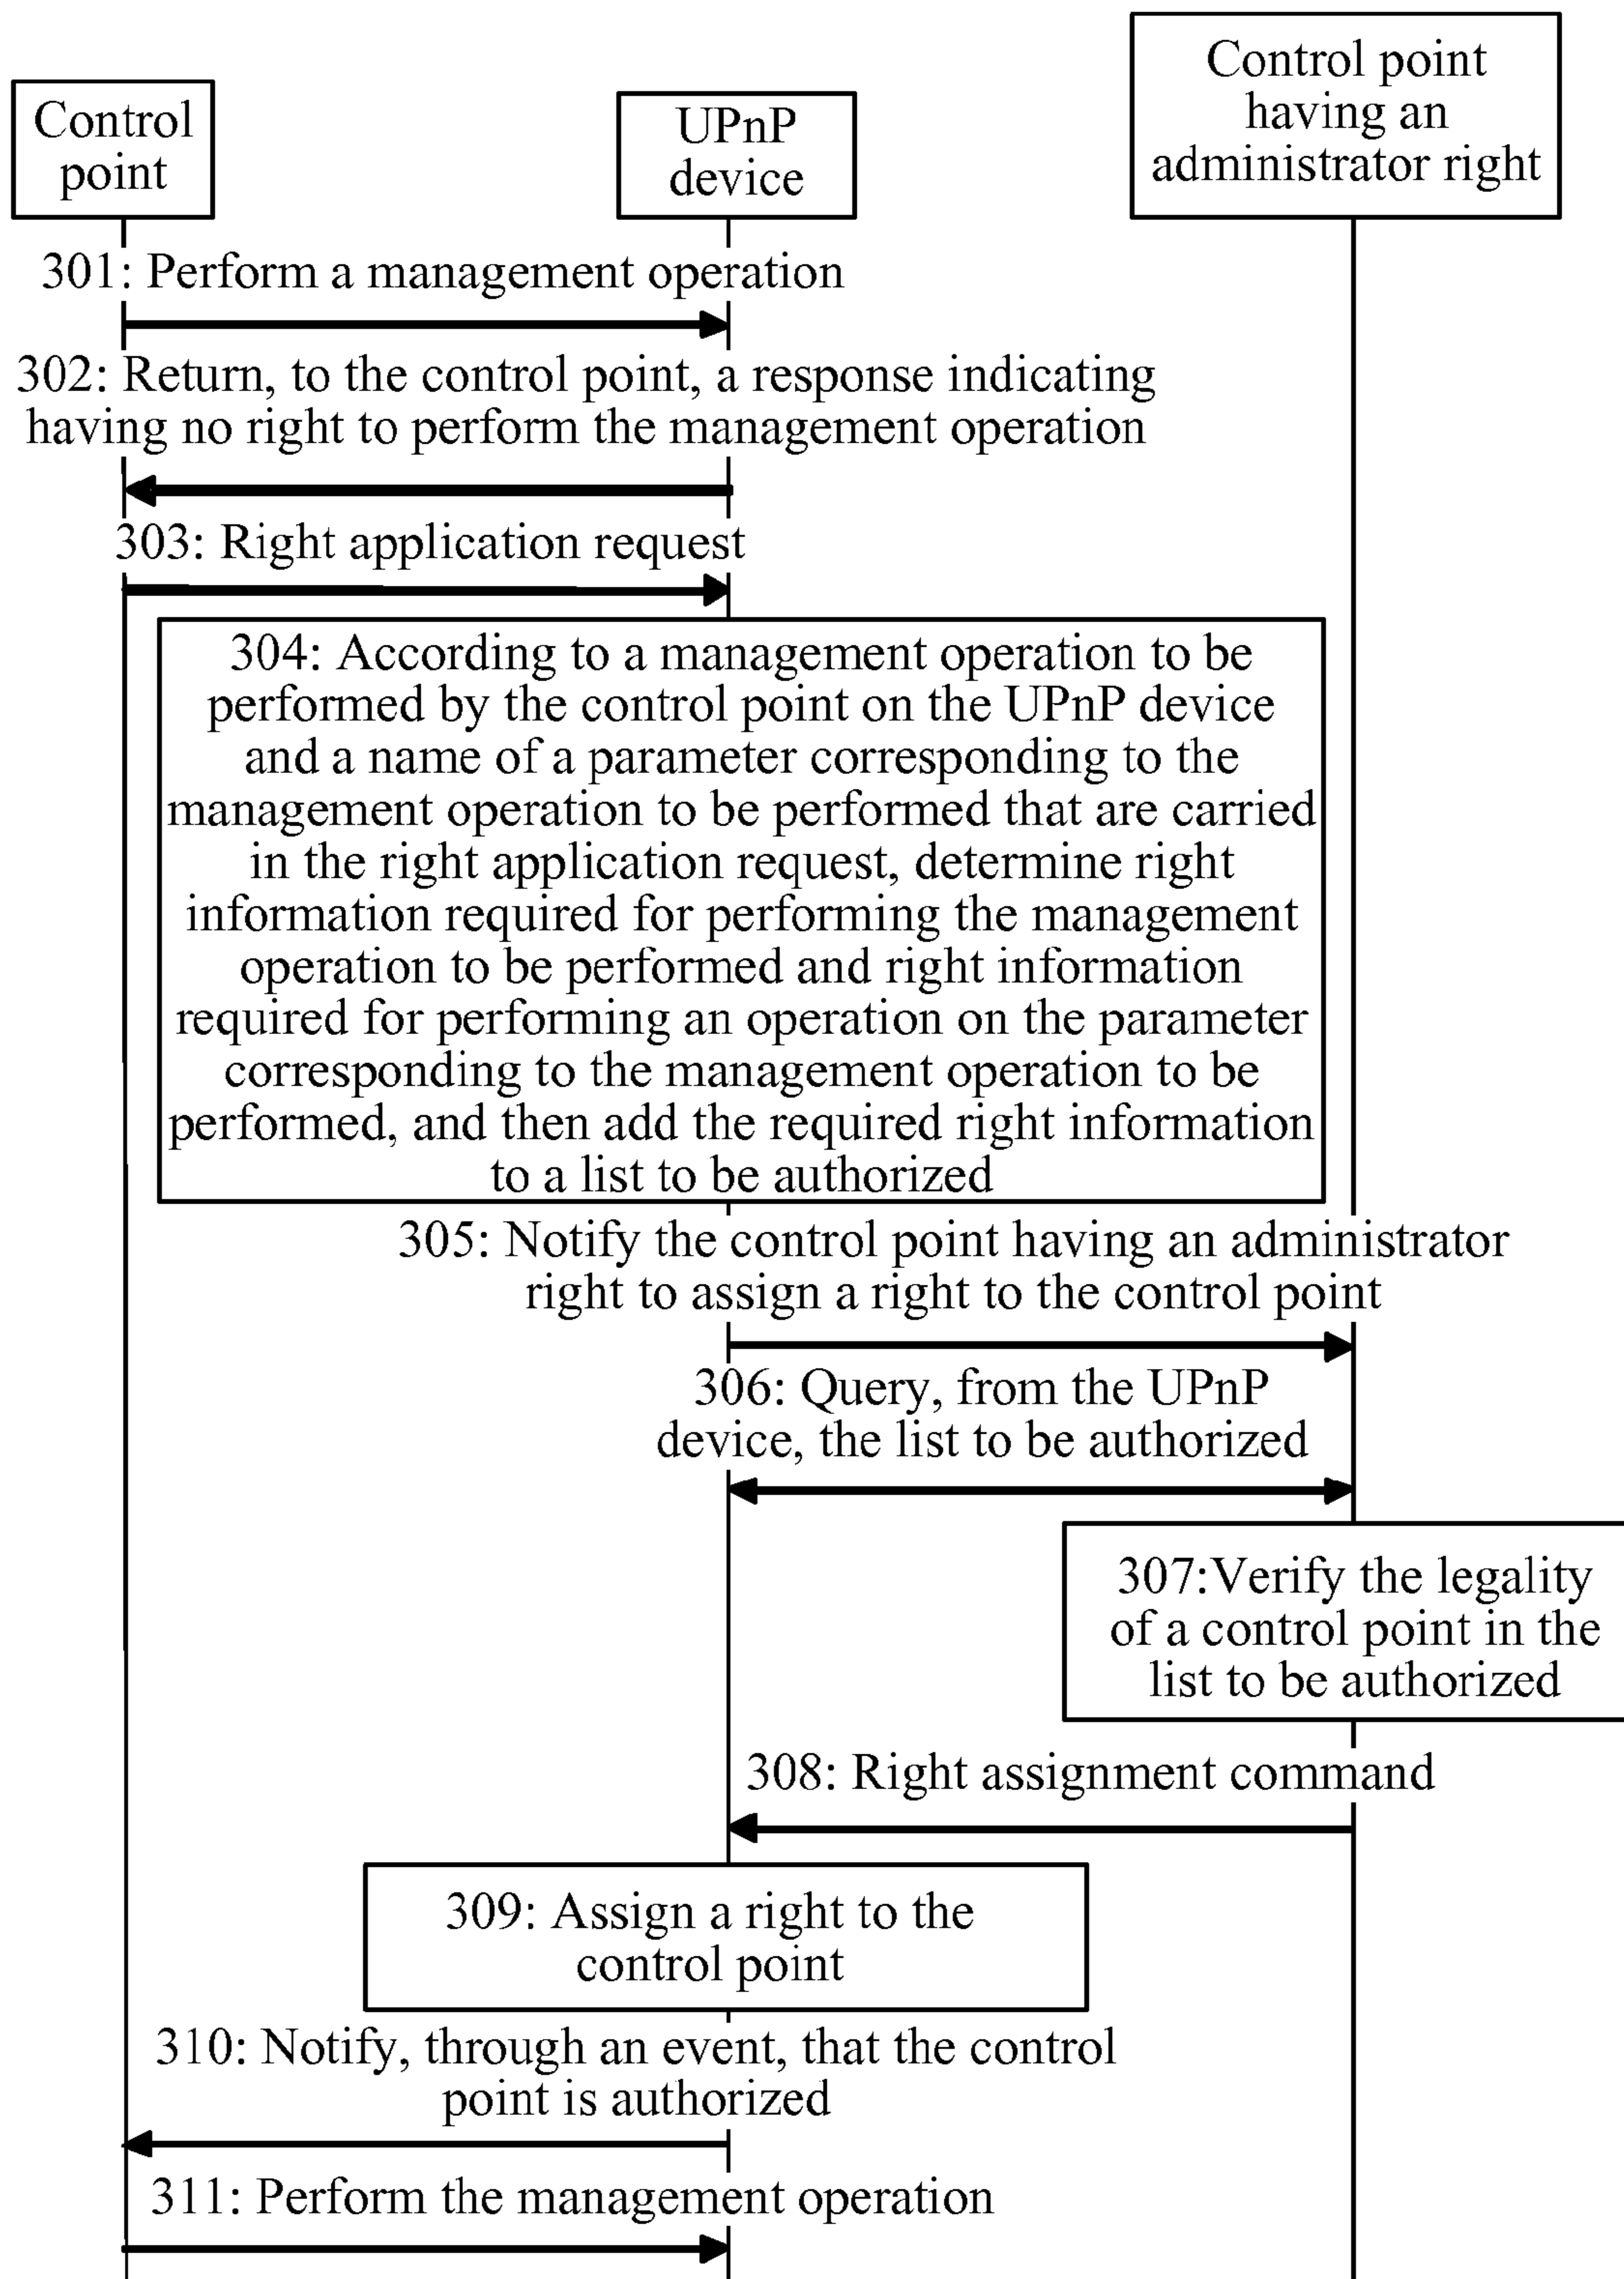 Control
point
UPnP
device
Control point
having an
administrator right
301: Perform a management operation
302: Return, to the control point, a response indicating
having no right to perform the management operation
303: Right application request
304: According to a management operation to be
performed by the control point on the UPnP device
and a name of a parameter corresponding to the
management operation to be performed that are carried
in the right application request, determine right
information required for performing the management
operation to be performed and right information
required for performing an operation on the parameter
corresponding to the management operation to be
performed, and then add the required right information
to a list to be authorized
305: Notify the control point having an administrator
right to assign a right to the control point
306: Query, from the UPnP
device, the list to be authorized
307:Verify the legality
of a control point in the
list to be authorized
308: Right assignment command
309: Assign a right to the
control point
310: Notify, through an event, that the control
point is authorized
311: Perform the management operation